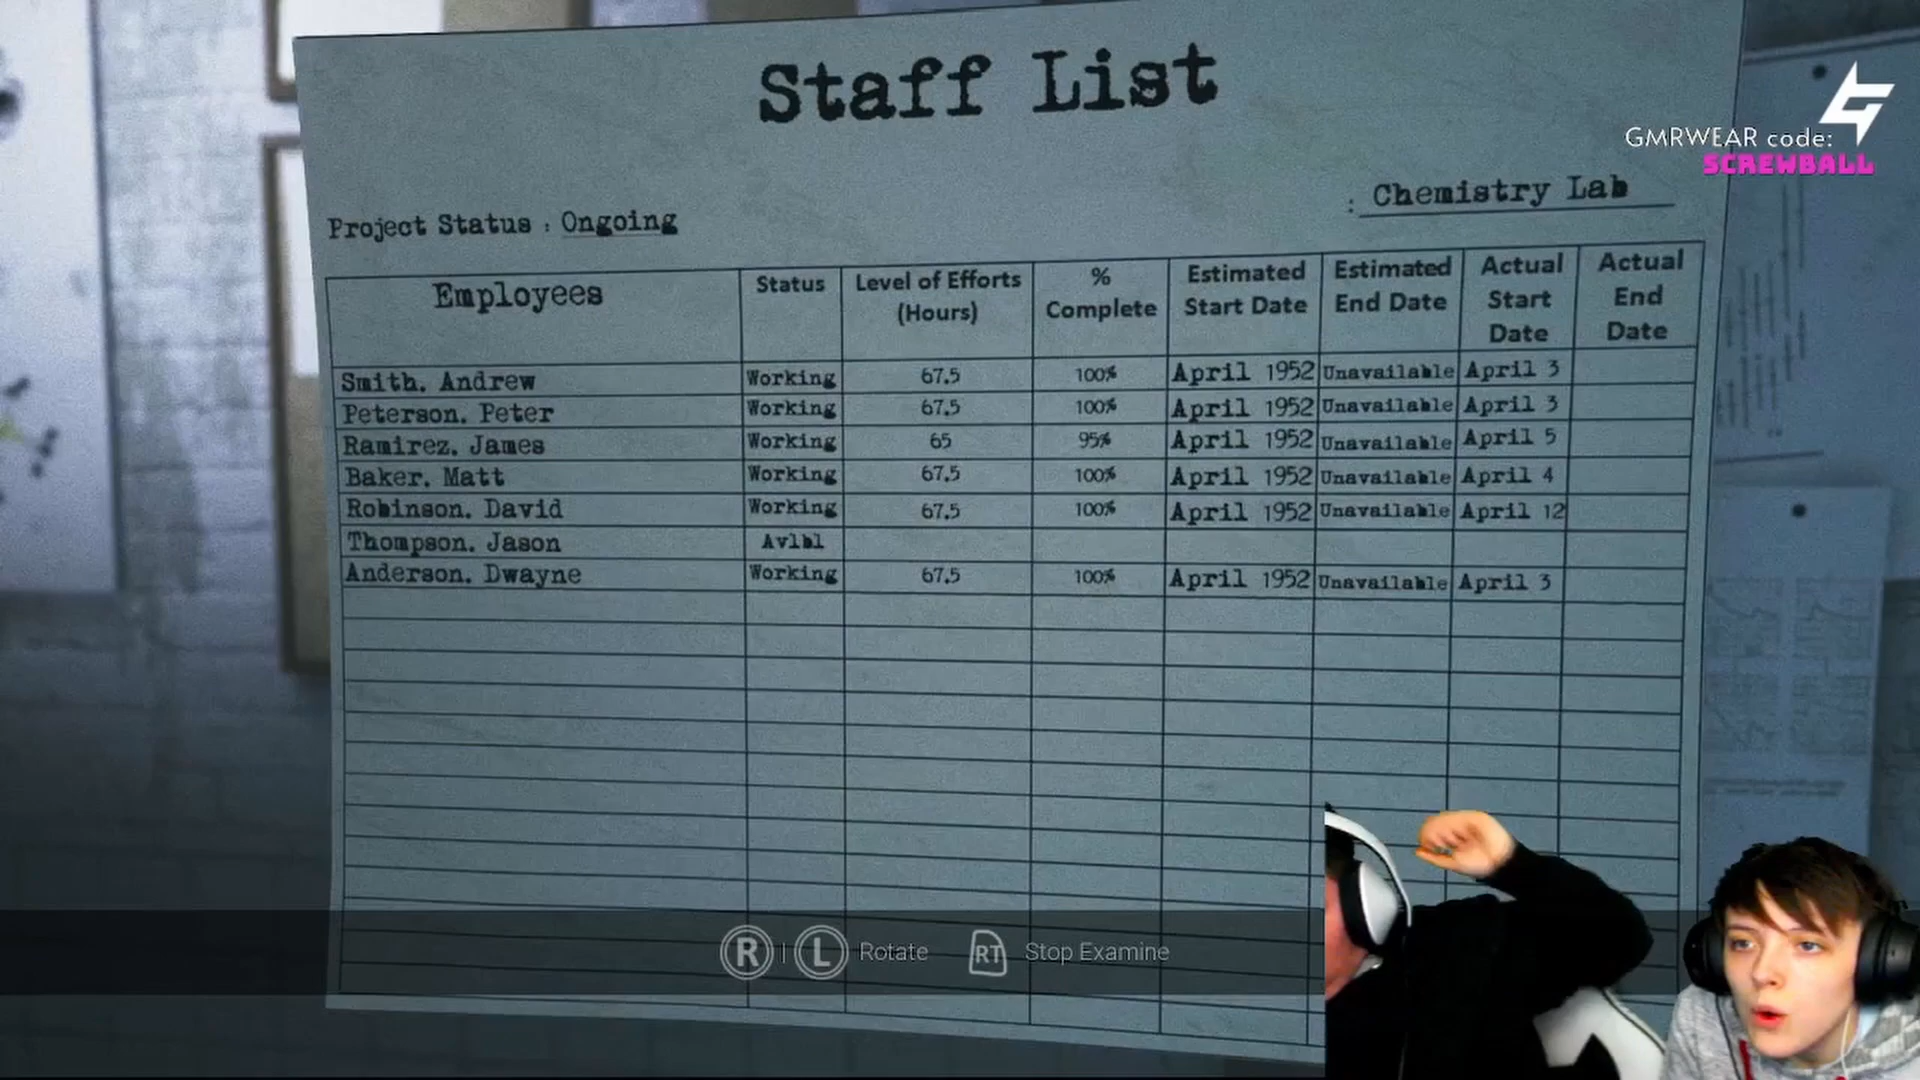 Staff List
GMRWEAR code:
SCREWBALL
: Chemistry Lab
Project Status : Ongoing
Employees Status Level of Efforts (Hours) % Complete Estimated Start Date Estimated End Date Actual Start Date Actual End Date
Smith, Andrew Working 67.5 100% April 1952 Unavailable April 3
Peterson, Peter Working 67.5 100% April 1952 Unavailable April 3
Ramirez, James Working 65 95% April 1952 Unavailable April 5
Baker, Matt Working 67.5 100% April 1952 Unavailable April 4
Robinson, David Working 67.5 100% April 1952 Unavailable April 12
Thompson, Jason Avlbl
Anderson, Dwayne Working 67.5 100% April 1952 Unavailable April 3
R | L Rotate RT Stop Examine